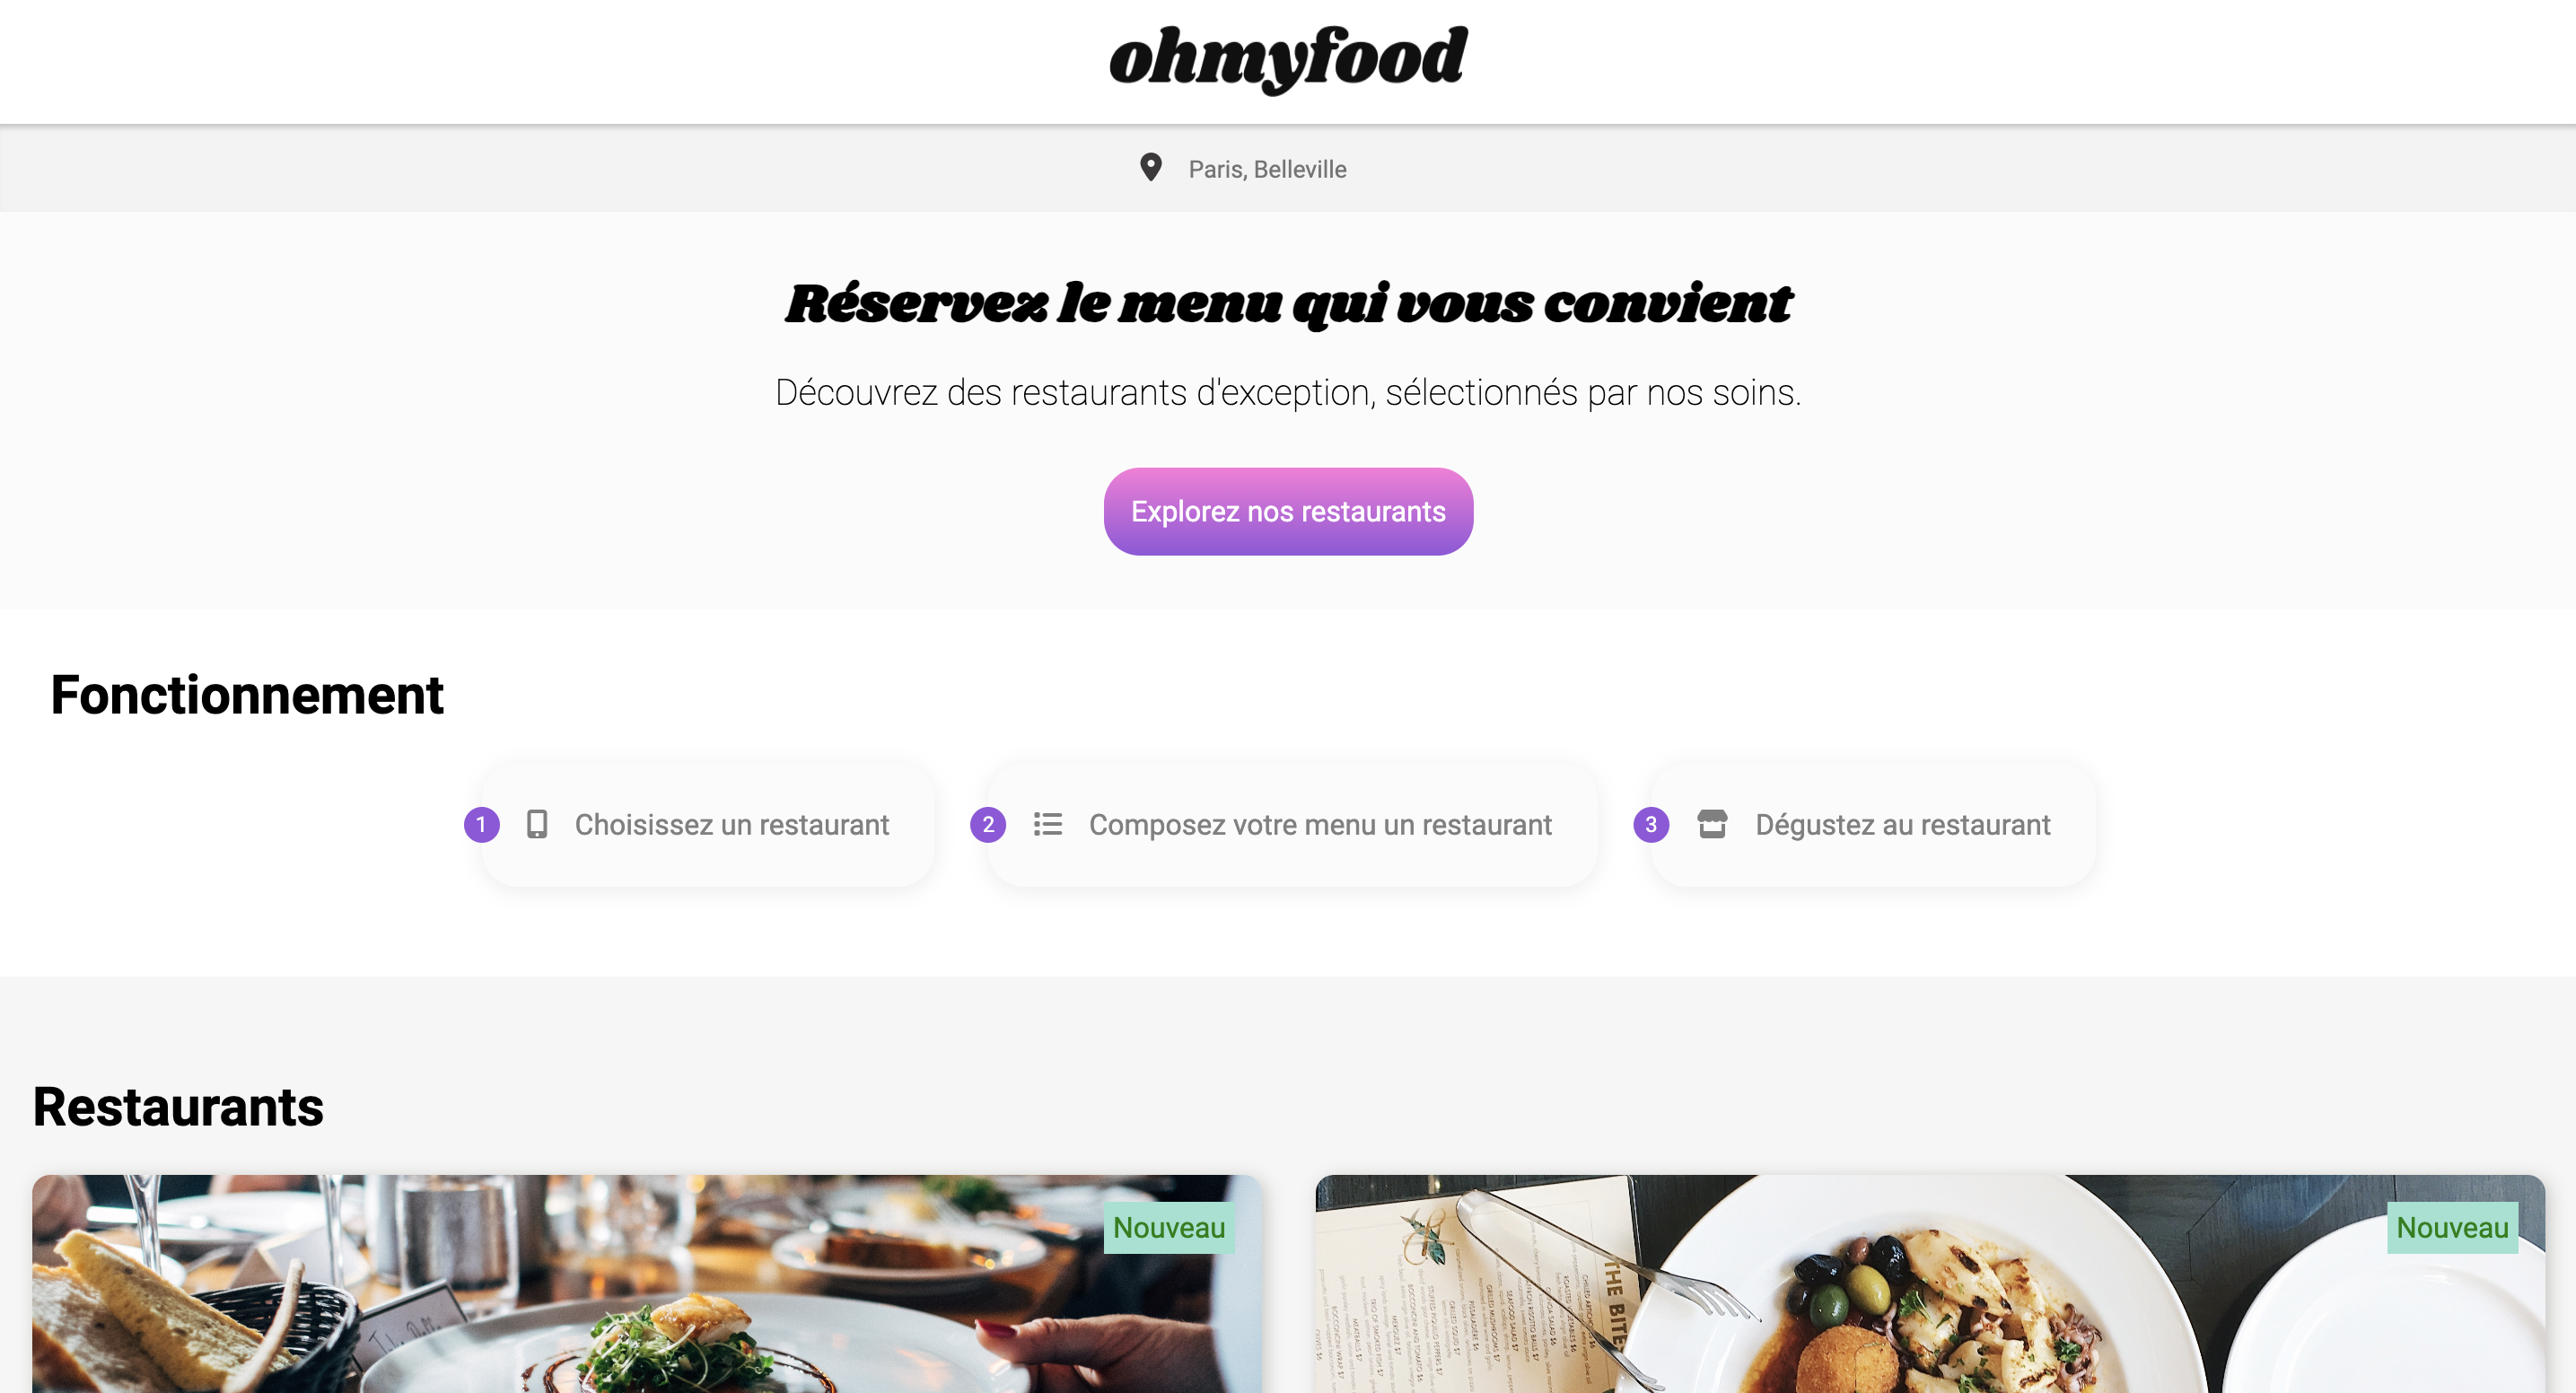 ohmyfood
Paris, Belleville
Réservez le menu qui vous convient
Découvrez des restaurants d'exception, sélectionnés par nos soins.
Explorez nos restaurants
Fonctionnement
1 Choisissez un restaurant
2 Composez votre menu un restaurant
3 Dégustez au restaurant
Restaurants
Nouveau
Nouveau
THE BITE